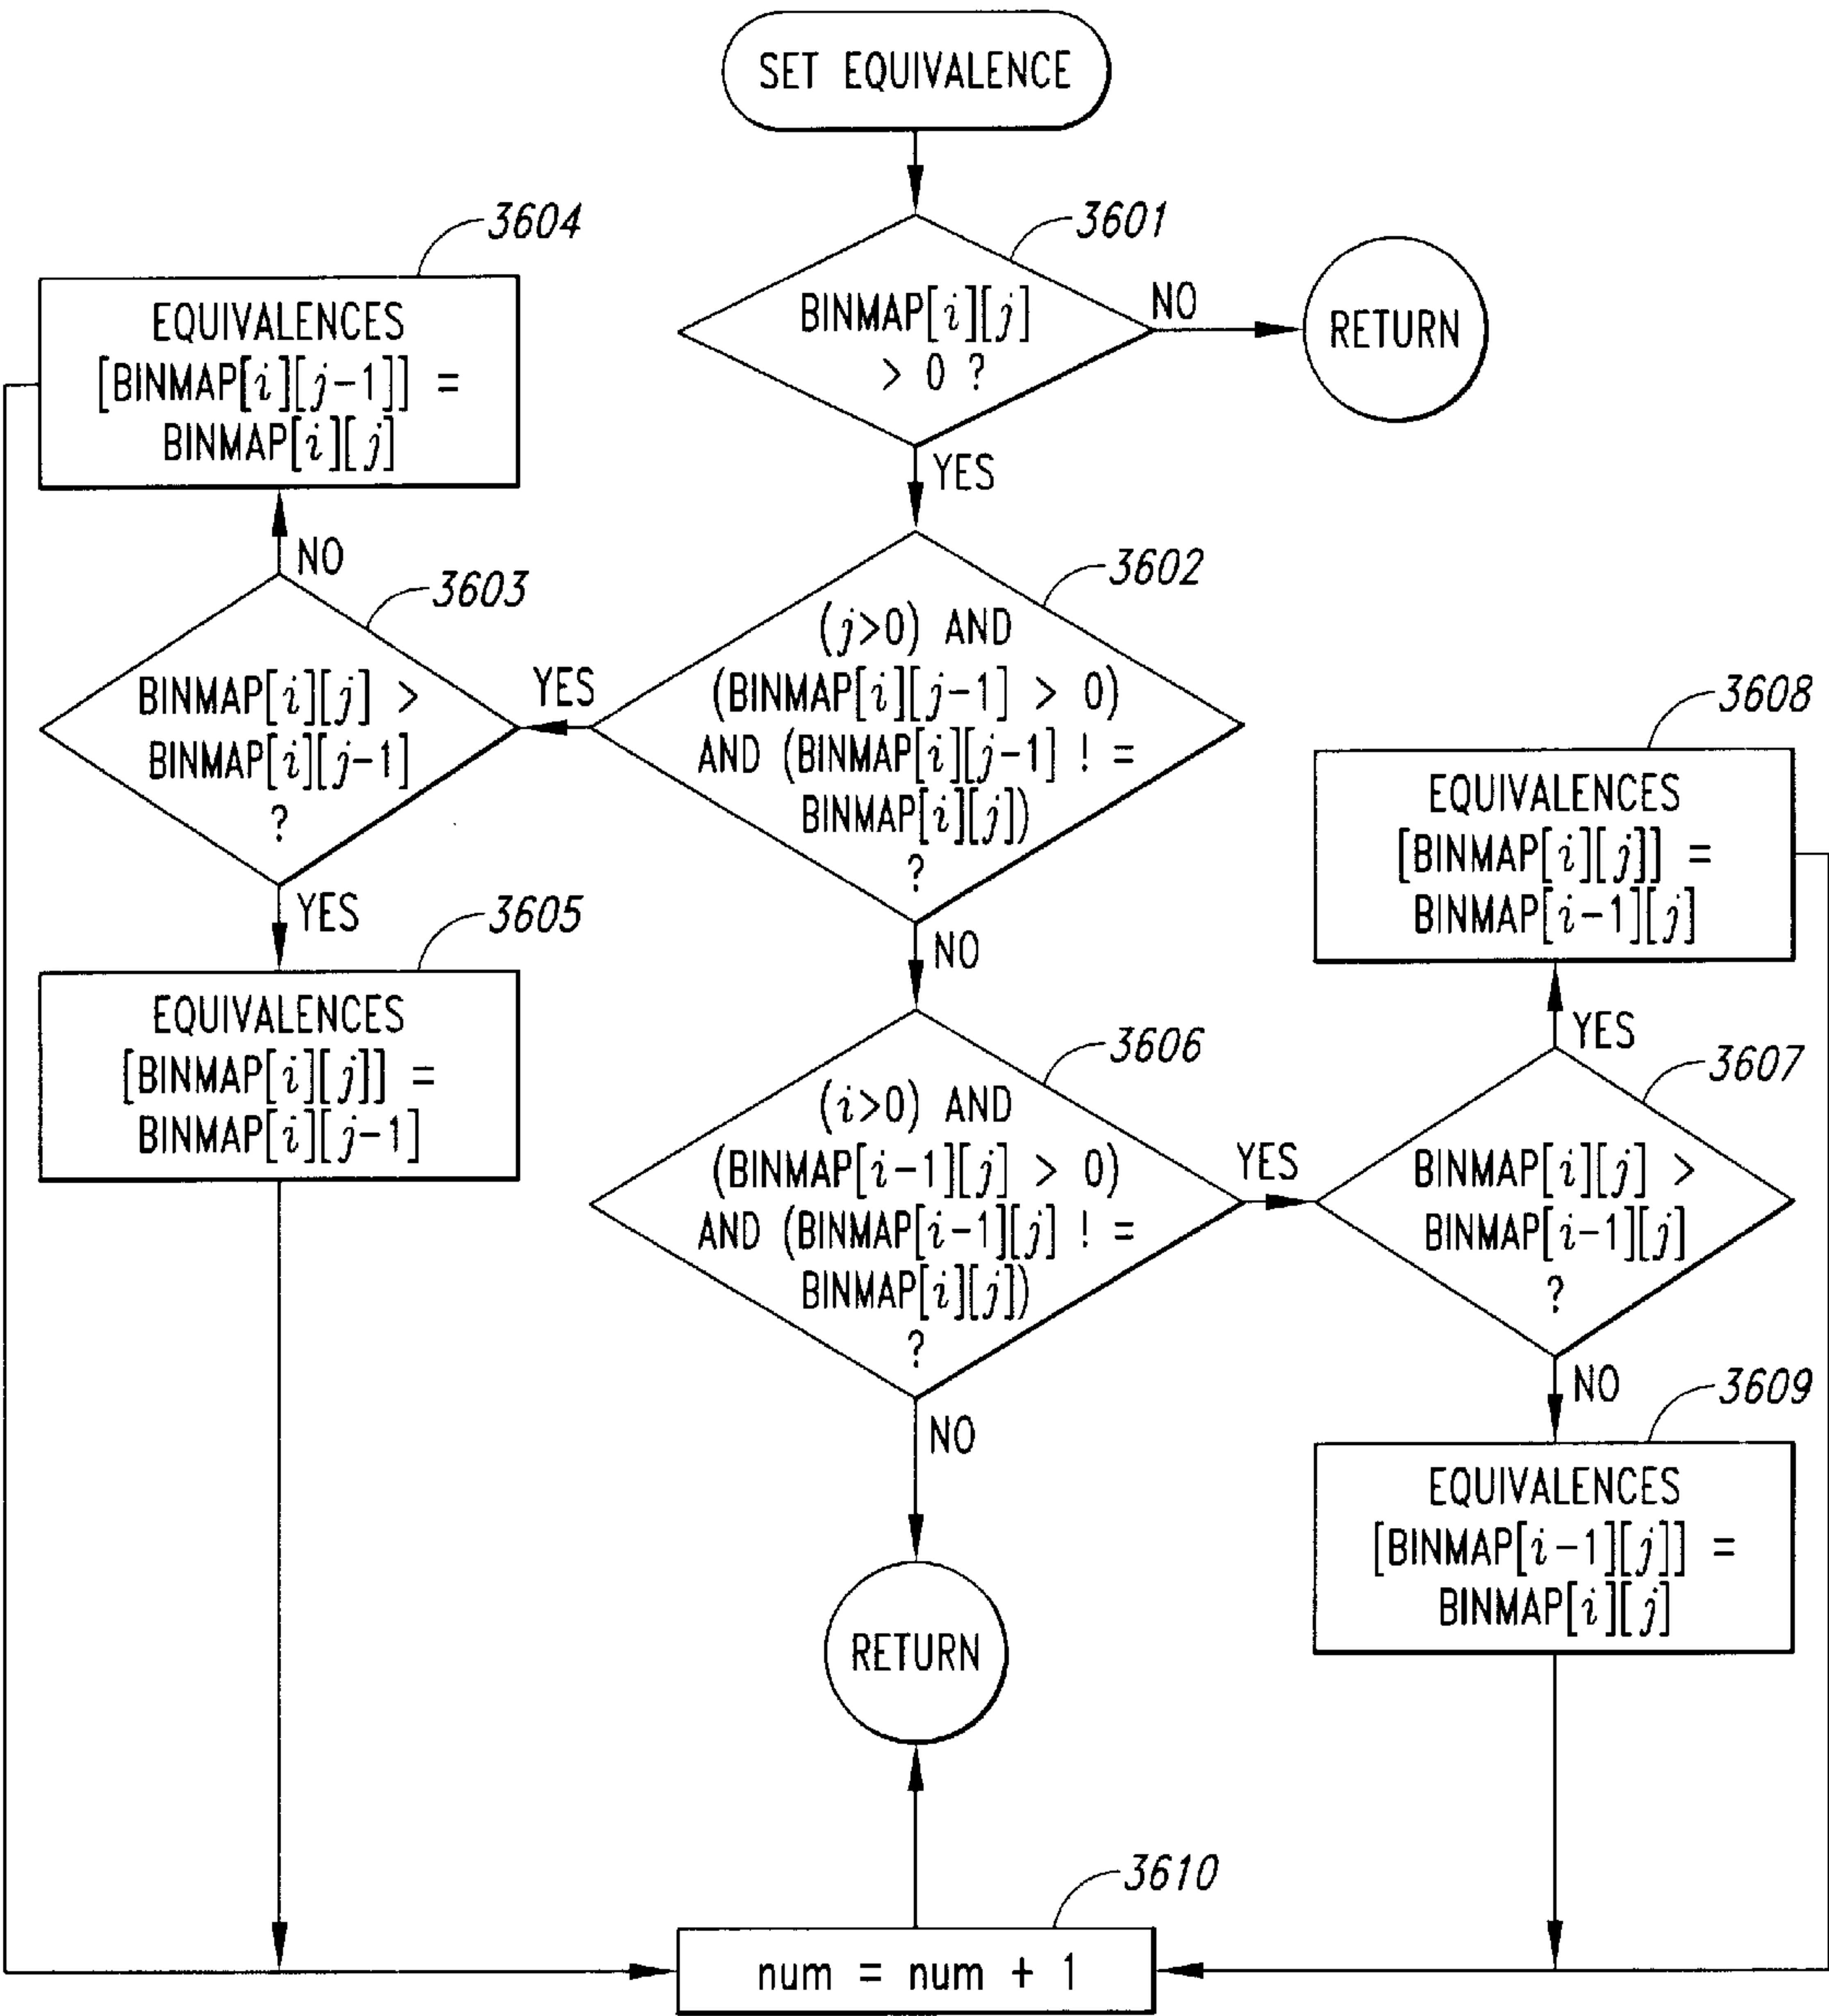 SET EQUIVALENCE
3601
BINMAP[i][j]
> 0 ?
NO
RETURN
YES
3604
EQUIVALENCES
[BINMAP[i][j-1]] =
BINMAP[i][j]
NO
3603
BINMAP[i][j] >
BINMAP[i][j-1]
?
YES
3605
EQUIVALENCES
[BINMAP[i][j]] =
BINMAP[i][j-1]
YES
3602
(j>0) AND
(BINMAP[i][j-1] > 0)
AND (BINMAP[i][j-1] ! =
BINMAP[i][j])
?
NO
3606
(i>0) AND
(BINMAP[i-1][j] > 0)
AND (BINMAP[i-1][j] ! =
BINMAP[i][j])
?
YES
NO
RETURN
3608
EQUIVALENCES
[BINMAP[i][j]] =
BINMAP[i-1][j]
YES
3607
BINMAP[i][j] >
BINMAP[i-1][j]
?
NO
3609
EQUIVALENCES
[BINMAP[i-1][j]] =
BINMAP[i][j]
3610
num = num + 1